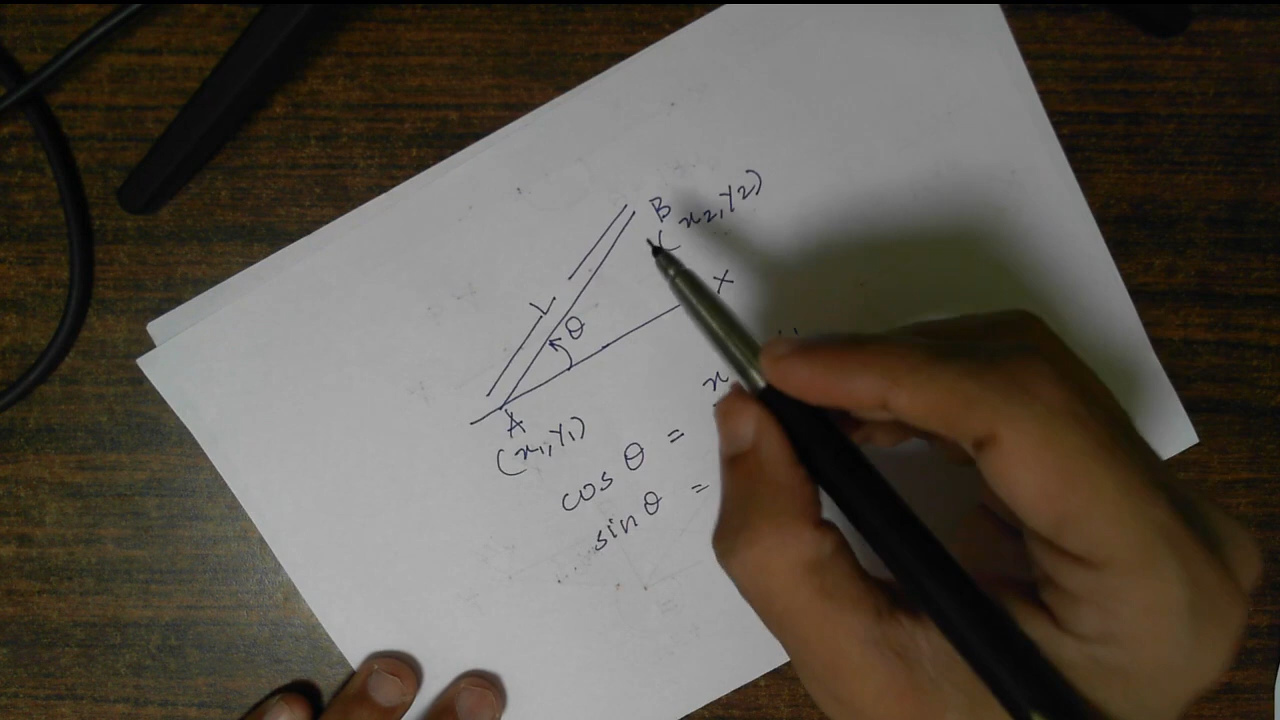 B
(x2, y2)
X
L
θ
A
(x1, y1)
x
cos θ =
sin θ =